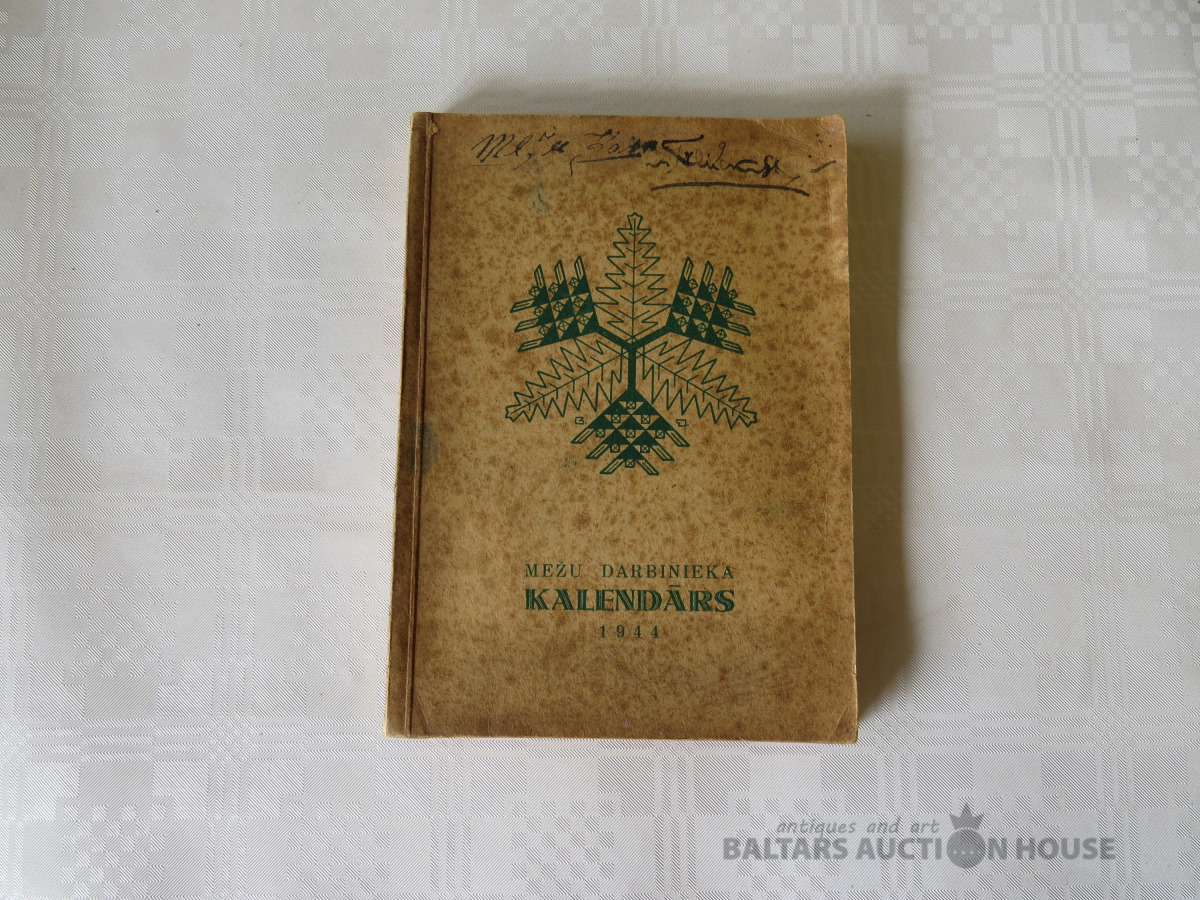 MEŽU DARBINIEKA
KALENDĀRS
1944
antiques and art
BALTARS AUCTION HOUSE